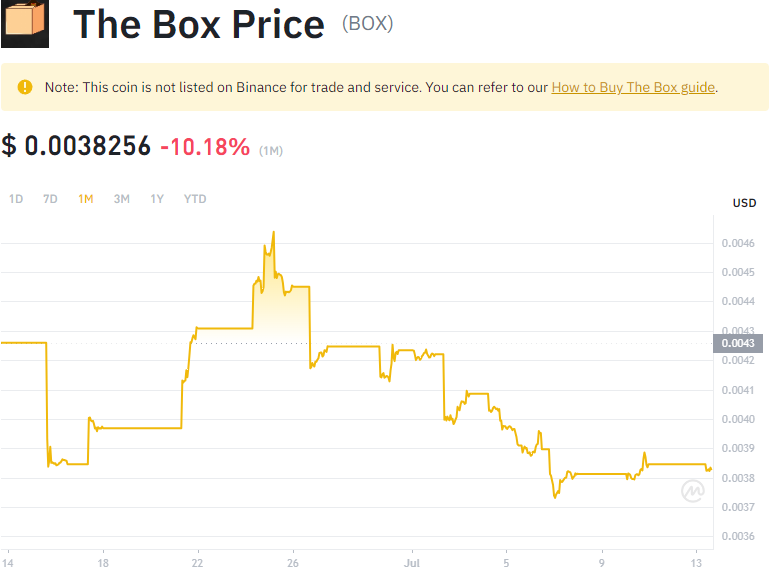 The Box Price (BOX)
Note: This coin is not listed on Binance for trade and service. You can refer to our How to Buy The Box guide.
$ 0.0038256 -10.18% (1M)
1D 7D 1M 3M 1Y YTD
USD
0.0046
0.0045
0.0044
0.0043
0.0043
0.0042
0.0041
0.0040
0.0039
0.0038
0.0037
0.0036
14 18 22 26 Jul 5 9 13